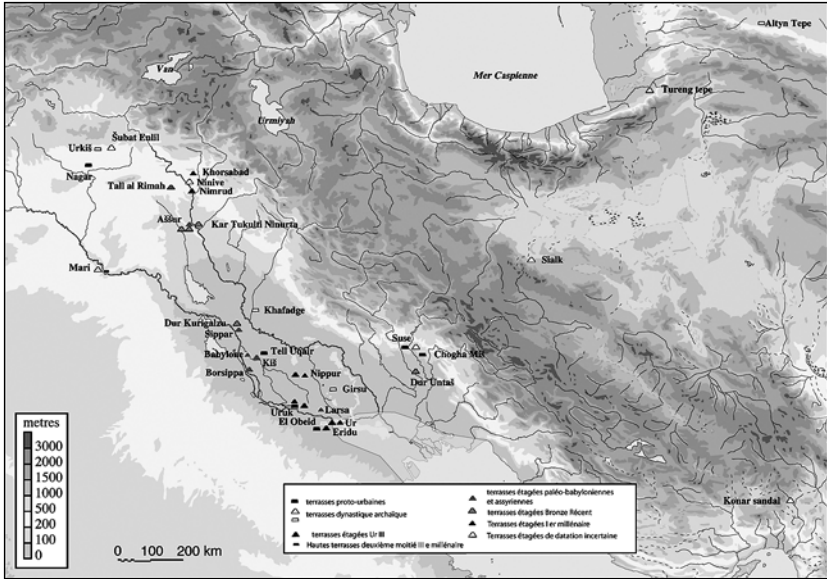 Altyn Tepe
Van
Mer Caspienne
Tureng tepe
Urmiyah
Šubat Enlil
Urkiš
Nagar
Khorsabad
Ninive
Tall al Rimah
Nimrud
Aššur
Kar Tukulti Ninurta
Mari
Sialk
Khafadge
Dur Kurigalzu
Sippar
Suse
Babylone
Tell Uqair
Chogha Miš
Kiš
Borsippa
Nippur
Dur Untaš
Girsu
Uruk
Larsa
El Obeid
Ur
Eridu
Konar sandal
metres
3000
2000
1500
1000
500
200
100
0
0 100 200 km
terrasses proto-urbaines
terrasses dynastique archaïque
terrasses étagées Ur III
Hautes terrasses deuxième moitié III e millénaire
terrasses étagées paléo-babyloniennes
et assyriennes
terrasses étagées Bronze Récent
Terrasses étagées I er millénaire
Terrasses étagées de datation incertaine